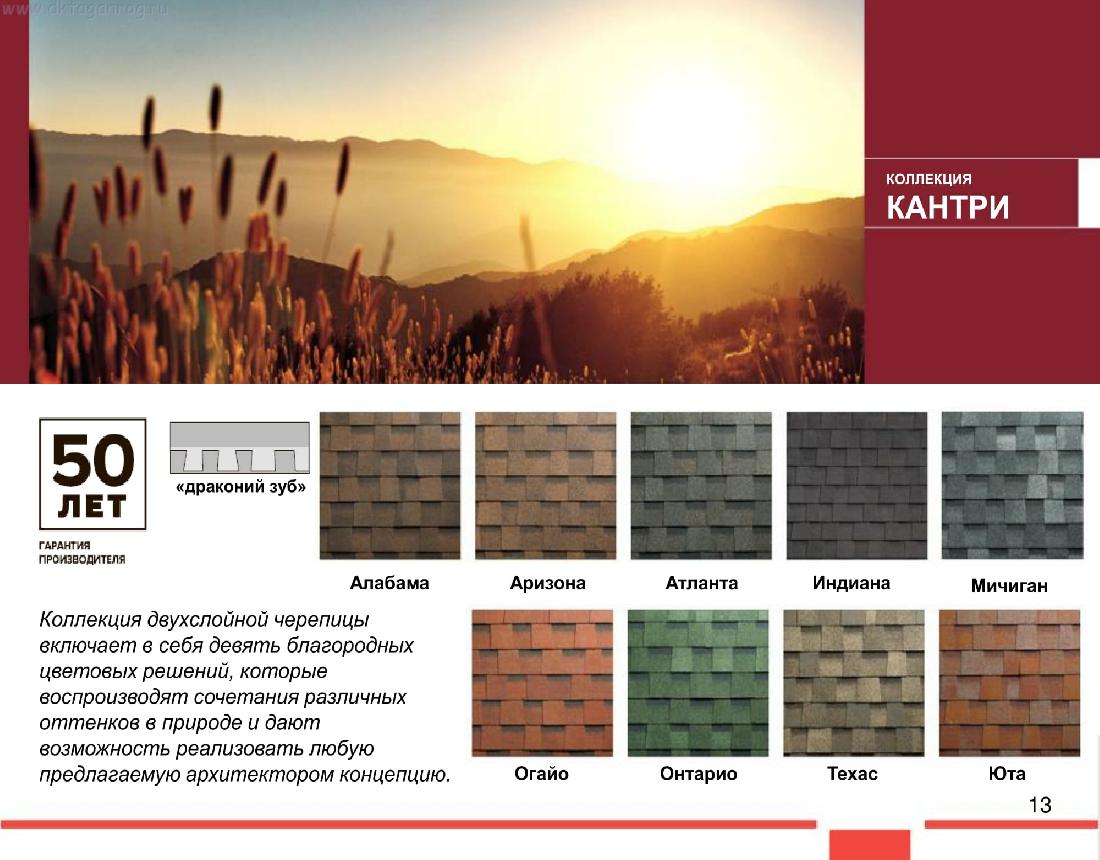 www.dktaganrog.ru
КОЛЛЕКЦИЯ
КАНТРИ
50
ЛЕТ
ГАРАНТИЯ
ПРОИЗВОДИТЕЛЯ
«драконий зуб»
Алабама
Аризона
Атланта
Индиана
Мичиган
Коллекция двухслойной черепицы
включает в себя девять благородных
цветовых решений, которые
воспроизводят сочетания различных
оттенков в природе и дают
возможность реализовать любую
предлагаемую архитектором концепцию.
Огайо
Онтарио
Техас
Юта
13